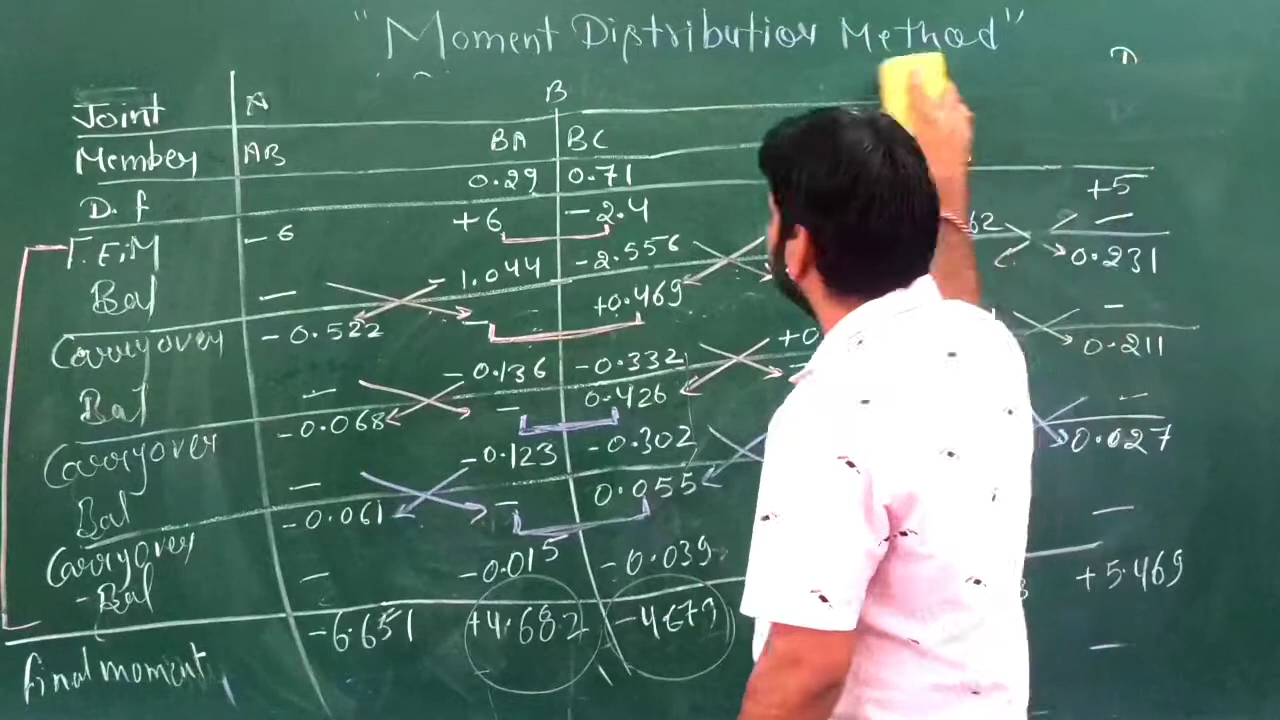 "Moment Distribution Method"
Joint A B D
Member AB BA BC
D.f 0.29 0.71
F.E.M -6 +6 -2.4 +5
Bal — -1.044 -2.556 62 —
Carryover -0.522 — +0.469 0.231
Bal — -0.136 -0.332 +0. —
Carryover -0.068 — 0.426 0.211
Bal — -0.123 -0.302 —
Carryover -0.061 — 0.055 0.027
Bal — -0.015 -0.039 —
final moment -6.651 +4.682 -4.673 +5.469